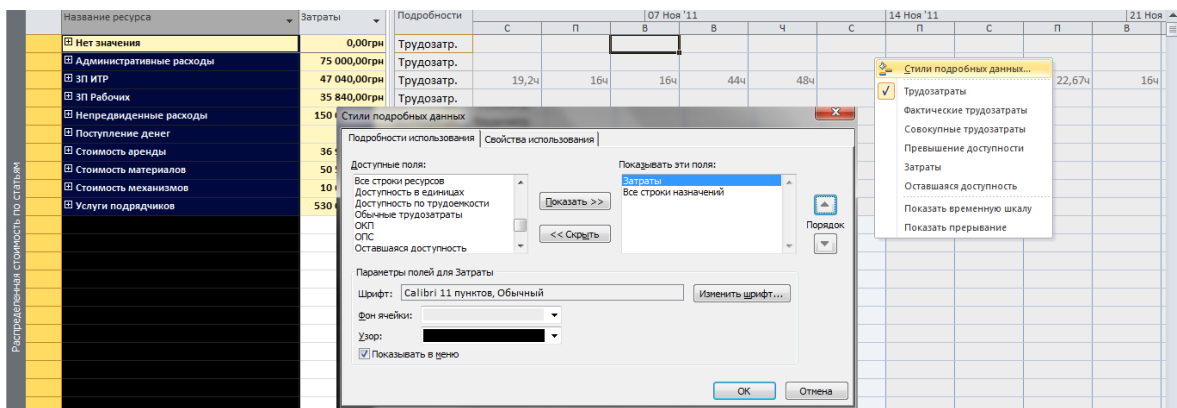 Название ресурса Затраты Подробности 07 Ноя '11 14 Ноя '11 21 Ноя
С П В В Ч С П С П В
Нет значения 0,00грн Трудозатр.
Административные расходы 75 000,00грн Трудозатр.
ЗП ИТР 47 040,00грн Трудозатр. 19,2ч 16ч 16ч 44ч 48ч 22,67ч 16ч
ЗП Рабочих 35 840,00грн Трудозатр.
Непредвиденные расходы 150
Поступление денег
Стоимость аренды 36
Стоимость материалов 50
Стоимость механизмов 10
Услуги подрядчиков 530
Распределенная стоимость по статьям
Стили подробных данных...
Трудозатраты
Фактические трудозатраты
Совокупные трудозатраты
Превышение доступности
Затраты
Оставшаяся доступность
Показать временную шкалу
Показать прерывание
Стили подробных данных
Подробности использования Свойства использования
Доступные поля: Показывать эти поля:
Все строки ресурсов
Доступность в единицах
Доступность по трудоемкости
Обычные трудозатраты
ОКП
ОПС
Оставшаяся доступность
Показать >>
<< Скрыть
Затраты
Все строки назначений
Порядок
Параметры полей для Затраты
Шрифт: Calibri 11 пунктов, Обычный Изменить шрифт...
Фон ячейки:
Узор:
Показывать в меню
ОК Отмена